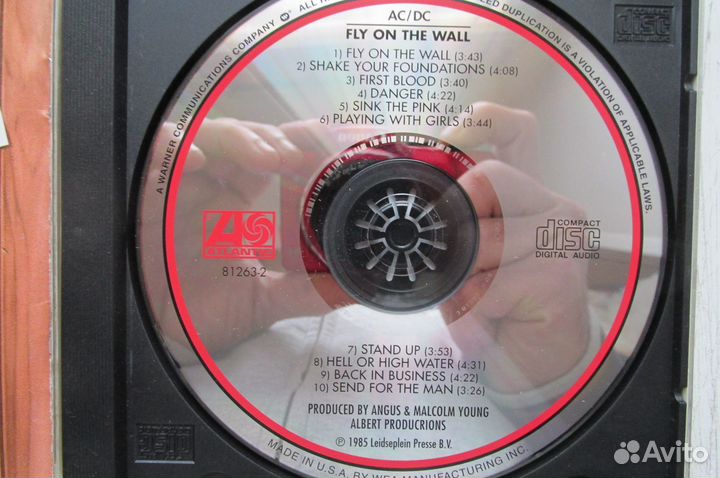 AC/DC
FLY ON THE WALL
1) FLY ON THE WALL (3:43)
2) SHAKE YOUR FOUNDATIONS (4:08)
3) FIRST BLOOD (3:40)
4) DANGER (4:22)
5) SINK THE PINK (4:14)
6) PLAYING WITH GIRLS (3:44)
ATLANTIC
81263-2
COMPACT
disc
DIGITAL AUDIO
7) STAND UP (3:53)
8) HELL OR HIGH WATER (4:31)
9) BACK IN BUSINESS (4:22)
10) SEND FOR THE MAN (3:26)
PRODUCED BY ANGUS & MALCOLM YOUNG
ALBERT PRODUCRIONS
℗ 1985 Leidseplein Presse B.V.
MADE IN U.S.A. BY WEA MANUFACTURING INC.
A WARNER COMMUNICATIONS COMPANY
ALL
DUPLICATION IS A VIOLATION OF APPLICABLE LAWS.
disc
Avito